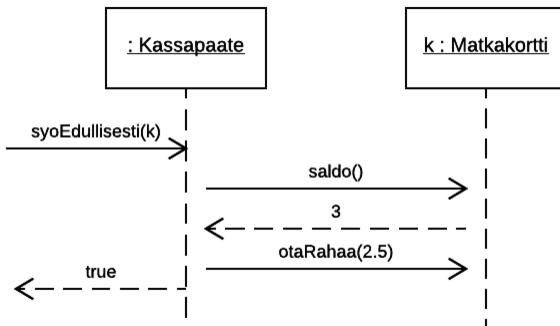 : Kassapaate
k : Matkakortti
syoEdullisesti(k)
saldo()
3
otaRahaa(2.5)
true